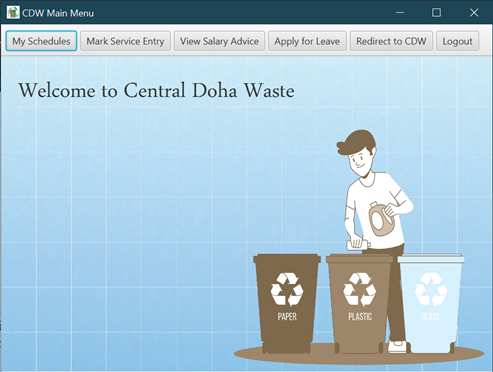 CDW Main Menu
My Schedules Mark Service Entry View Salary Advice Apply for Leave Redirect to CDW Logout
Welcome to Central Doha Waste
PAPER PLASTIC GLASS